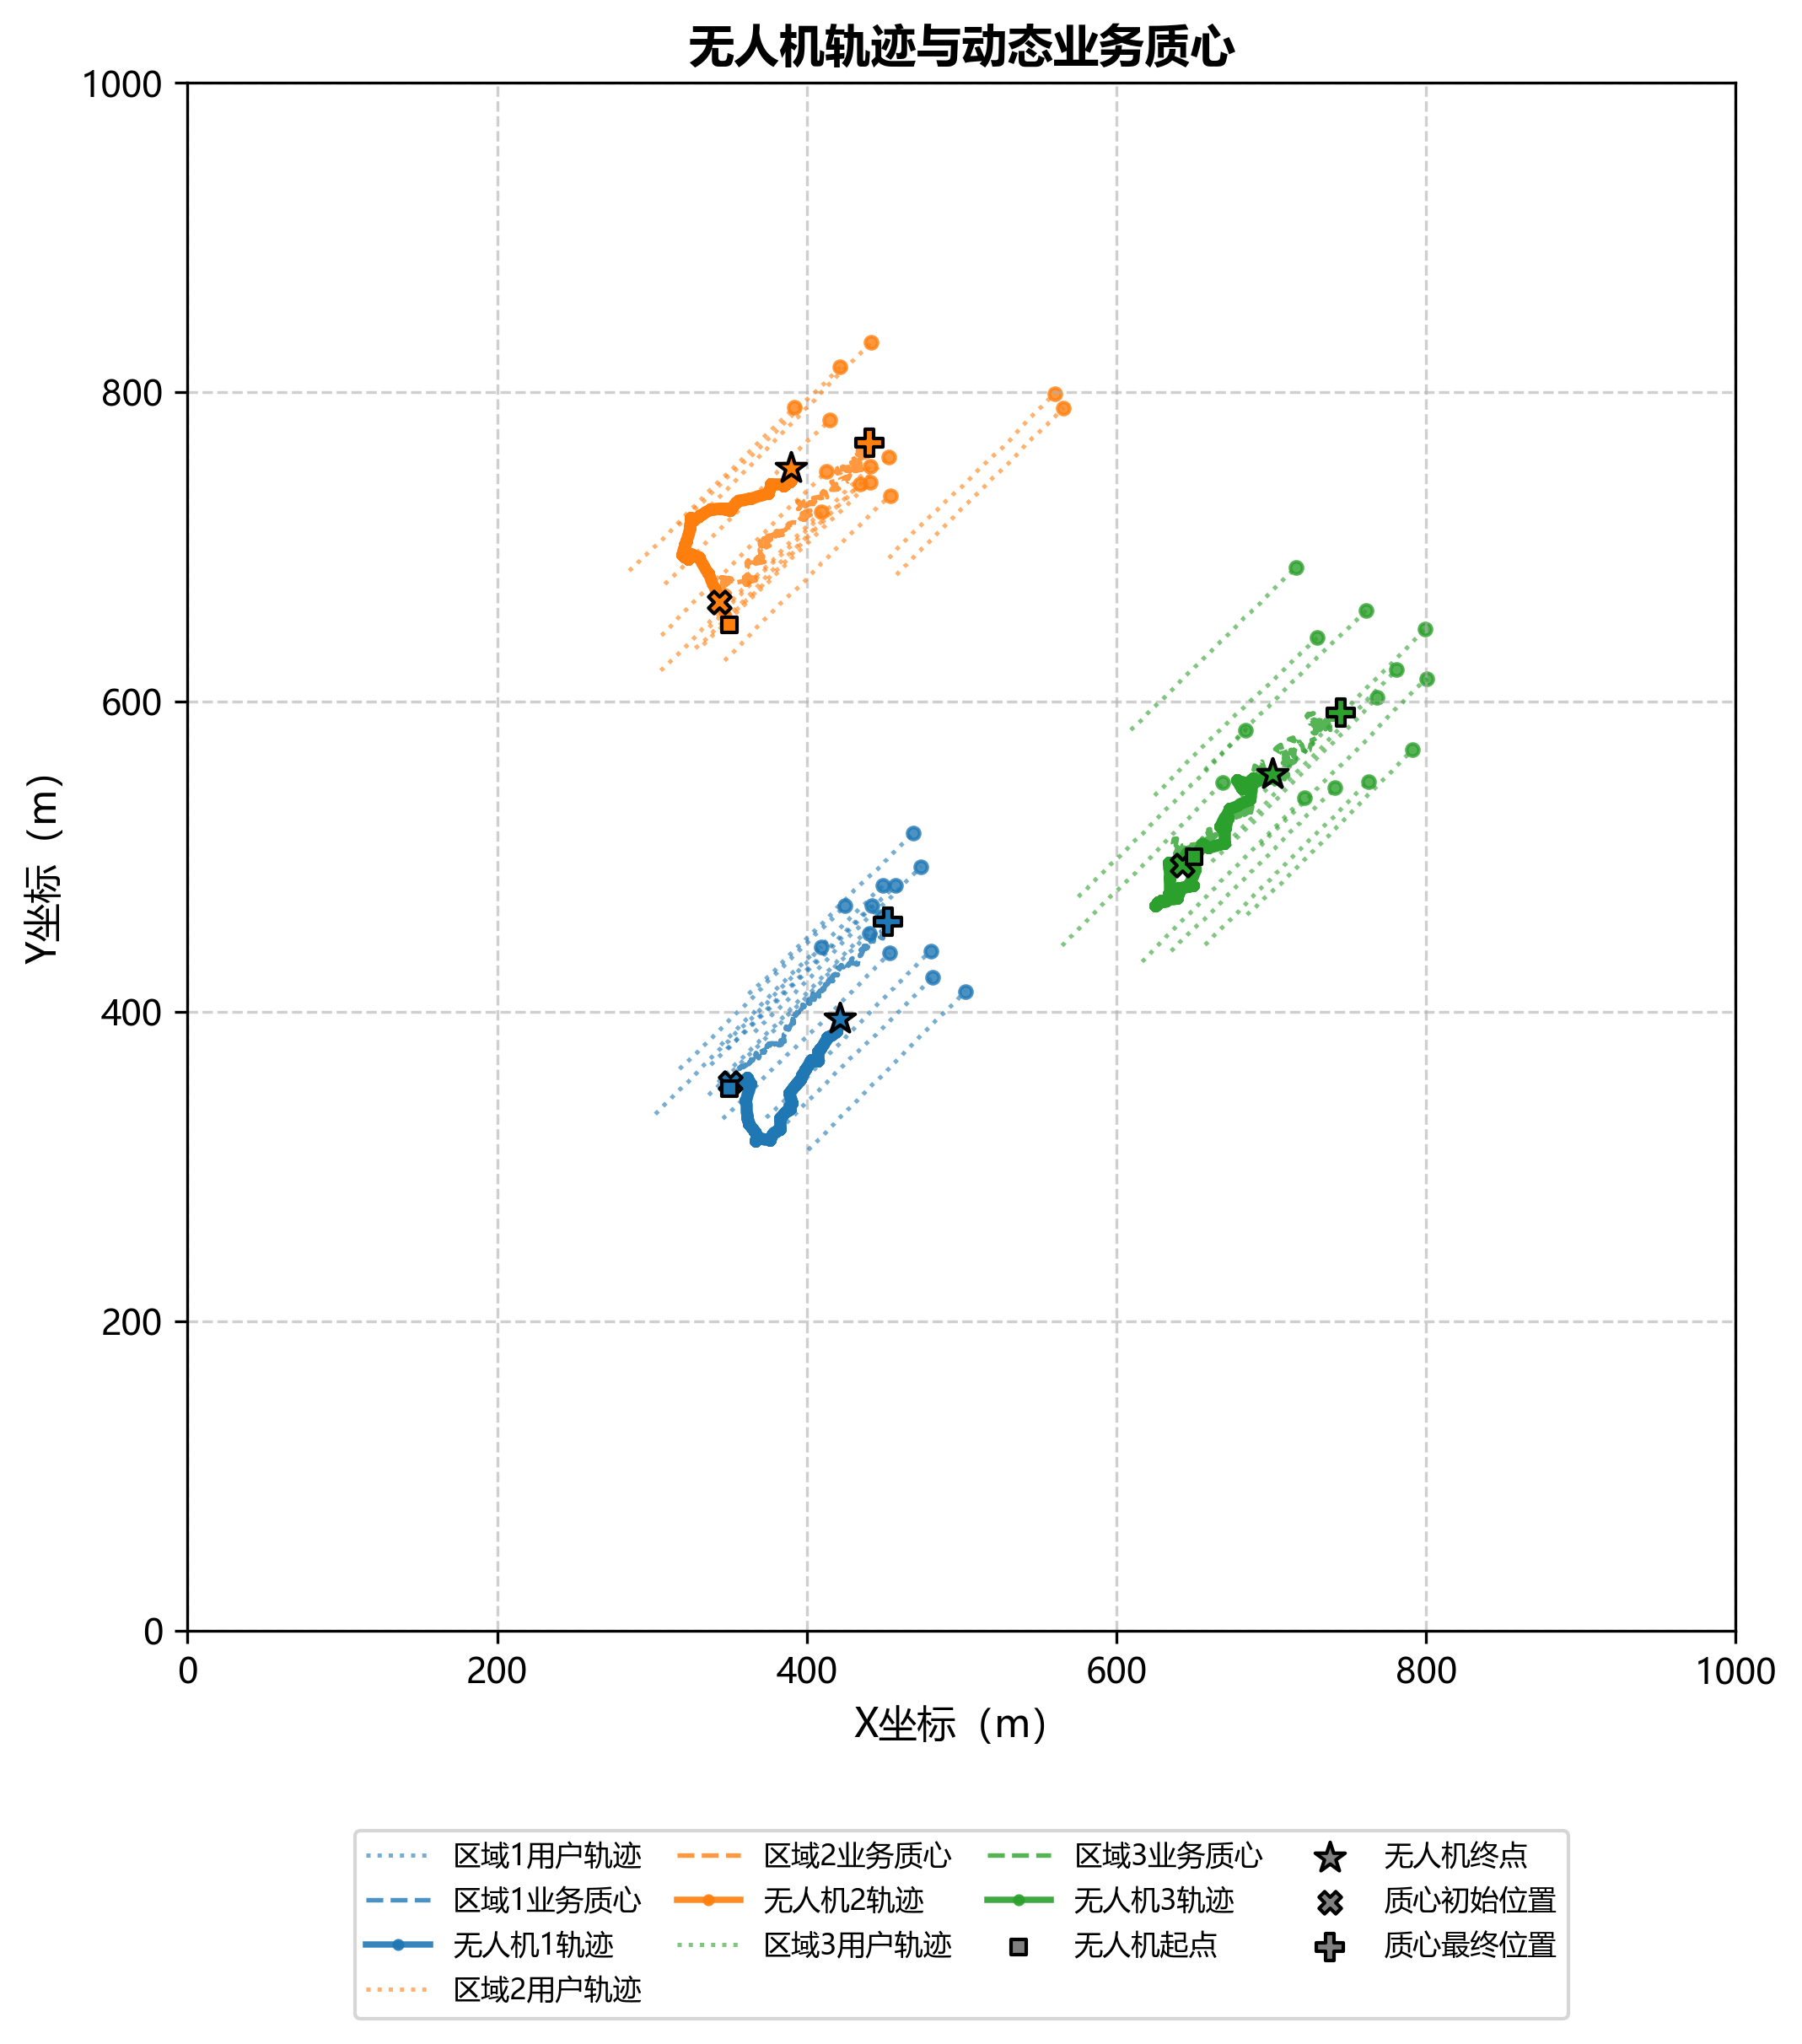 无人机轨迹与动态业务质心
1000
800
600
400
200
0
Y坐标（m）
0 200 400 600 800 1000
X坐标（m）
区域1用户轨迹 区域2业务质心 区域3业务质心 无人机终点
区域1业务质心 无人机2轨迹 无人机3轨迹 质心初始位置
无人机1轨迹 区域3用户轨迹 无人机起点 质心最终位置
区域2用户轨迹